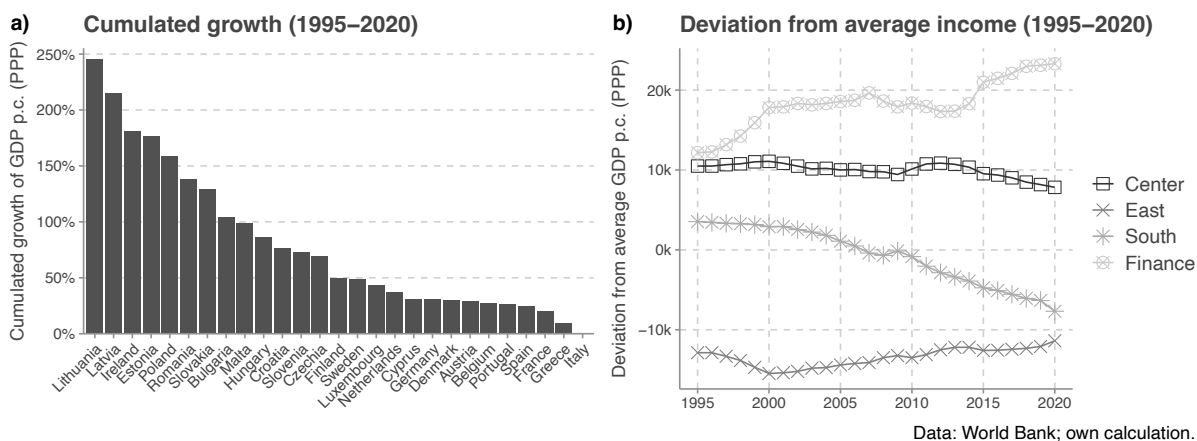 a) Cumulated growth (1995–2020)
Cumulated growth of GDP p.c. (PPP)
250%
200%
150%
100%
50%
0%
Lithuania
Latvia
Ireland
Estonia
Poland
Romania
Slovakia
Bulgaria
Malta
Hungary
Croatia
Slovenia
Czechia
Finland
Sweden
Luxembourg
Netherlands
Cyprus
Germany
Denmark
Austria
Belgium
Portugal
Spain
France
Greece
Italy
b) Deviation from average income (1995–2020)
Deviation from average GDP p.c. (PPP)
20k
10k
0k
−10k
1995 2000 2005 2010 2015 2020
Center
East
South
Finance
Data: World Bank; own calculation.